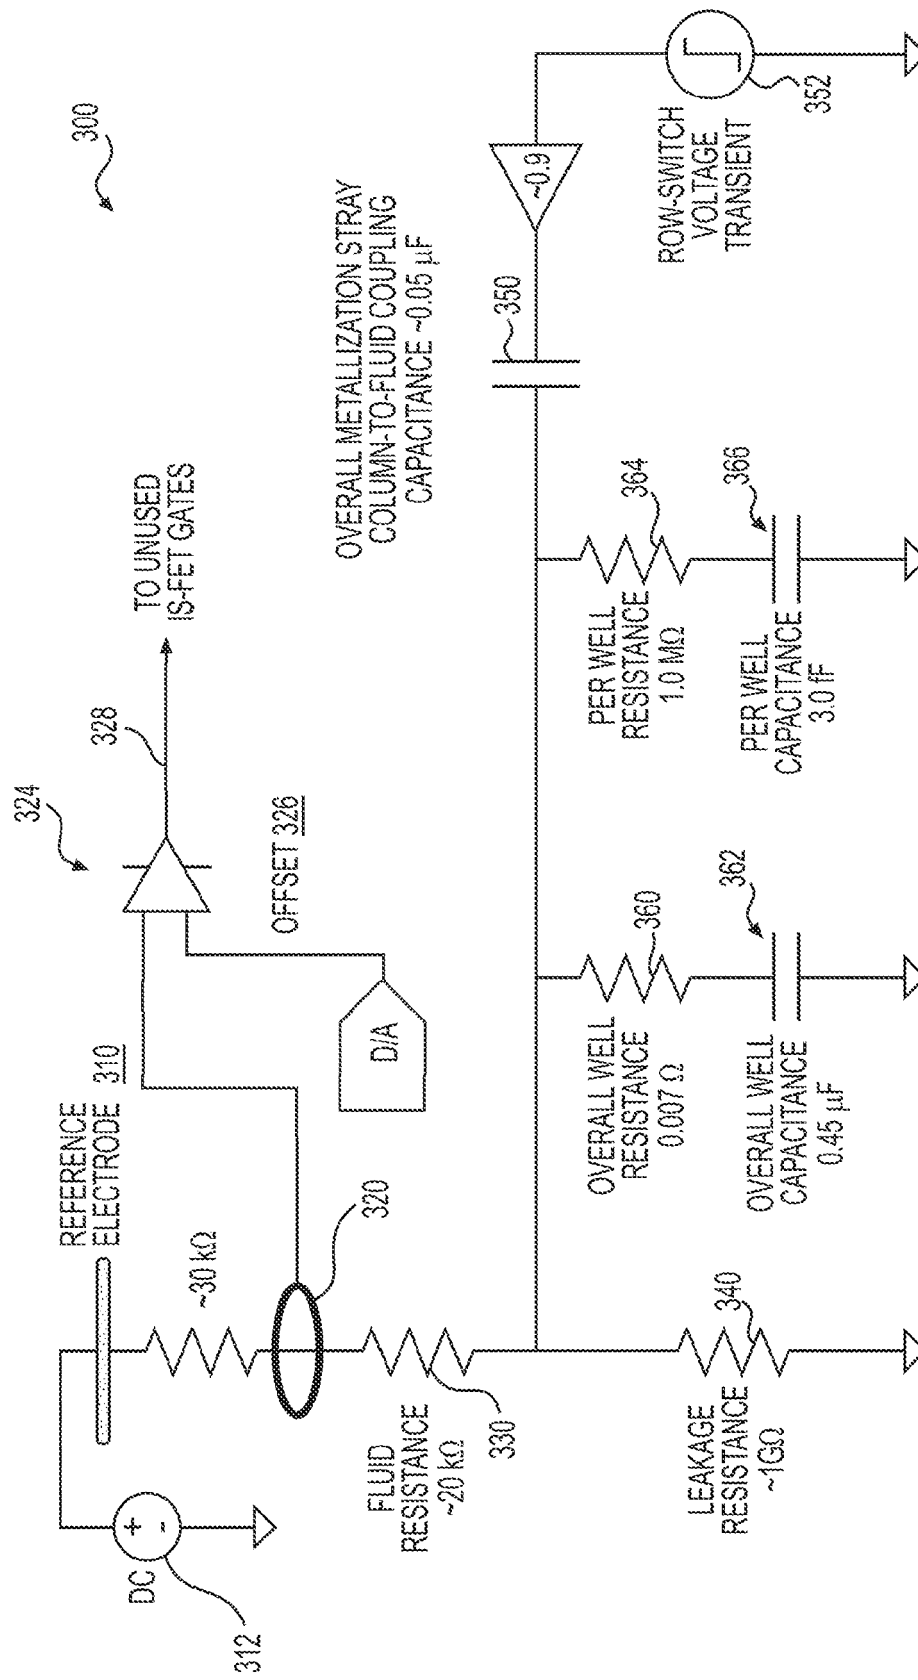 300
324
328
TO UNUSED
IS-FET GATES
REFERENCE
ELECTRODE 310
DC
+
-
312
~30 kΩ
320
D/A
OFFSET 326
FLUID
RESISTANCE
~20 kΩ
330
OVERALL METALLIZATION STRAY
COLUMN-TO-FLUID COUPLING
CAPACITANCE ~0.05 µF
350
~0.9
ROW-SWITCH
VOLTAGE
TRANSIENT
352
LEAKAGE
RESISTANCE
~1GΩ
340
OVERALL WELL
RESISTANCE
0.007 Ω
360
OVERALL WELL
CAPACITANCE
0.45 µF
362
PER WELL
RESISTANCE
1.0 MΩ
364
PER WELL
CAPACITANCE
3.0 fF
366